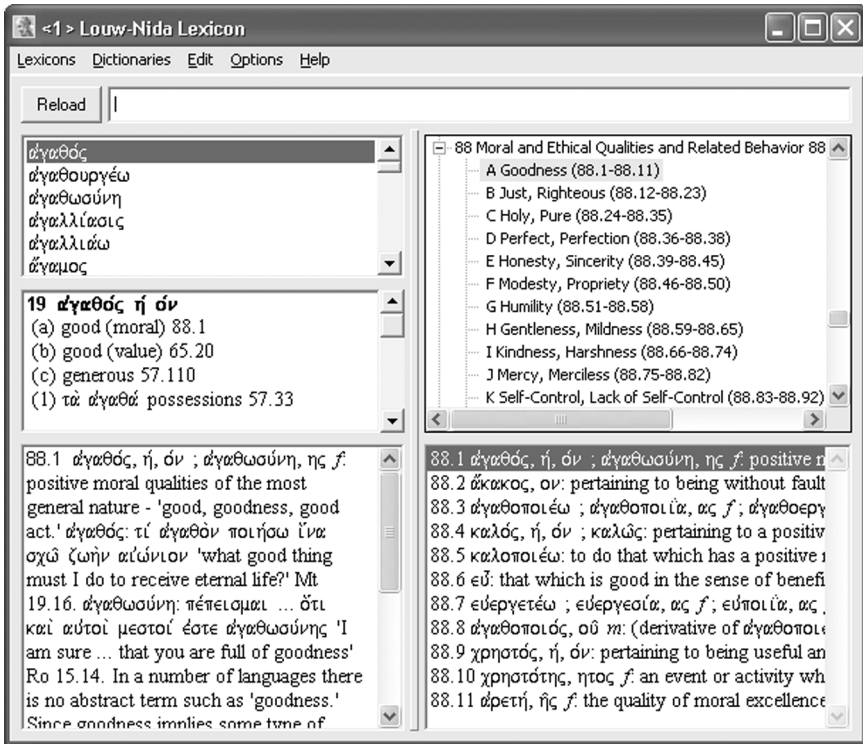 <1> Louw-Nida Lexicon
Lexicons Dictionaries Edit Options Help
Reload
ἀγαθός
ἀγαθουργέω
ἀγαθωσύνη
ἀγαλλίασις
ἀγαλλιάω
ἄγαμος
19 ἀγαθός ή όν
(a) good (moral) 88.1
(b) good (value) 65.20
(c) generous 57.110
(1) τὰ ἀγαθά possessions 57.33
88.1 ἀγαθός, ή, όν ; ἀγαθωσύνη, ης f:
positive moral qualities of the most
general nature - 'good, goodness, good
act.' ἀγαθός: τί ἀγαθὸν ποιήσω ἵνα
σχῶ ζωὴν αἰώνιον 'what good thing
must I do to receive eternal life?' Mt
19.16. ἀγαθωσύνη: πέπεισμαι ... ὅτι
καὶ αὐτοὶ μεστοί ἐστε ἀγαθωσύνης 'I
am sure ... that you are full of goodness'
Ro 15.14. In a number of languages there
is no abstract term such as 'goodness.'
Since goodness implies some type of
88 Moral and Ethical Qualities and Related Behavior 88
A Goodness (88.1-88.11)
B Just, Righteous (88.12-88.23)
C Holy, Pure (88.24-88.35)
D Perfect, Perfection (88.36-88.38)
E Honesty, Sincerity (88.39-88.45)
F Modesty, Propriety (88.46-88.50)
G Humility (88.51-88.58)
H Gentleness, Mildness (88.59-88.65)
I Kindness, Harshness (88.66-88.74)
J Mercy, Merciless (88.75-88.82)
K Self-Control, Lack of Self-Control (88.83-88.92)
88.1 ἀγαθός, ή, όν ; ἀγαθωσύνη, ης f: positive
88.2 ἄκακος, ον: pertaining to being without fault
88.3 ἀγαθοποιέω ; ἀγαθοποιΐα, ας f ; ἀγαθοεργ
88.4 καλός, ή, όν ; καλῶς: pertaining to a positiv
88.5 καλοποιέω: to do that which has a positive
88.6 εὖ: that which is good in the sense of benefi
88.7 εὐεργετέω ; εὐεργεσία, ας f ; εὐποιΐα, ας
88.8 ἀγαθοποιός, οῦ m: (derivative of ἀγαθοποιε
88.9 χρηστός, ή, όν: pertaining to being useful an
88.10 χρηστότης, ητος f: an event or activity wh
88.11 ἀρετή, ῆς f: the quality of moral excellence